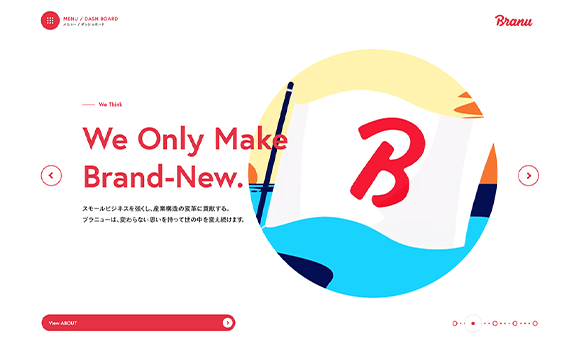 MENU / DASH BOARD
メニュー / ダッシュボード
Branu
We Think
We Only Make
Brand-New.
スモールビジネスを強くし、産業構造の変革に貢献する。
ブラニューは、変わらない思いを持って世の中を変え続けます。
B
View ABOUT